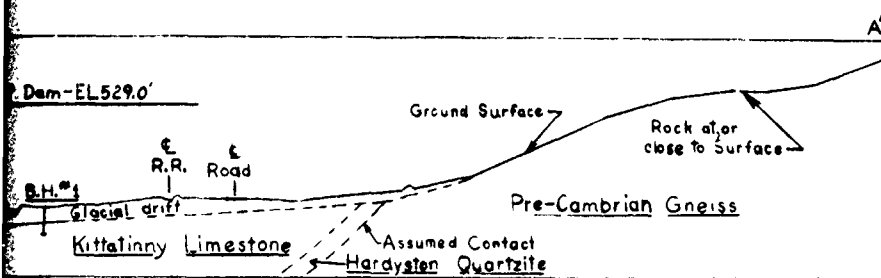 A'
Dam-EL529.0'
Ground Surface
Rock at or
close to Surface
℄
R.R.
℄
Road
B.H.#1
Glacial drift
Pre-Cambrian Gneiss
Kittatinny Limestone
Assumed Contact
Hardyston Quartzite